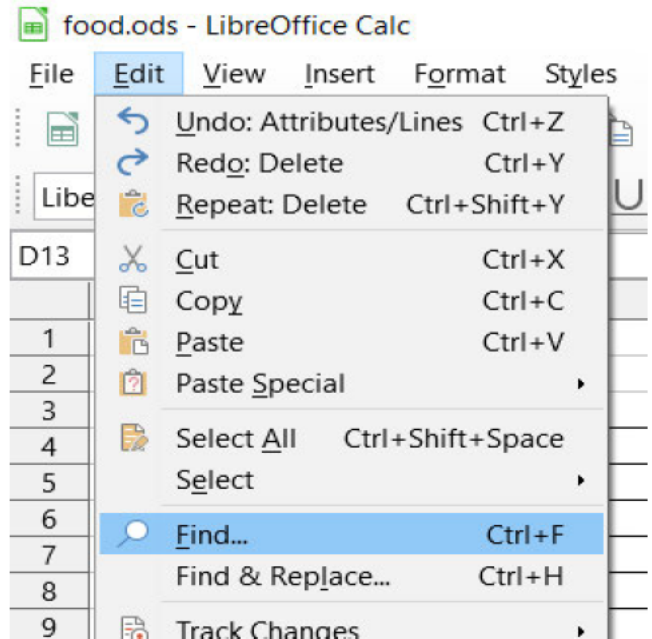 food.ods - LibreOffice Calc
File Edit View Insert Format Styles
Undo: Attributes/Lines Ctrl+Z
Redo: Delete Ctrl+Y
Libe
Repeat: Delete Ctrl+Shift+Y
U
D13
Cut Ctrl+X
Copy Ctrl+C
1
Paste Ctrl+V
2
Paste Special
3
4
Select All Ctrl+Shift+Space
5
Select
6
Find... Ctrl+F
7
Find & Replace... Ctrl+H
8
9
Track Changes